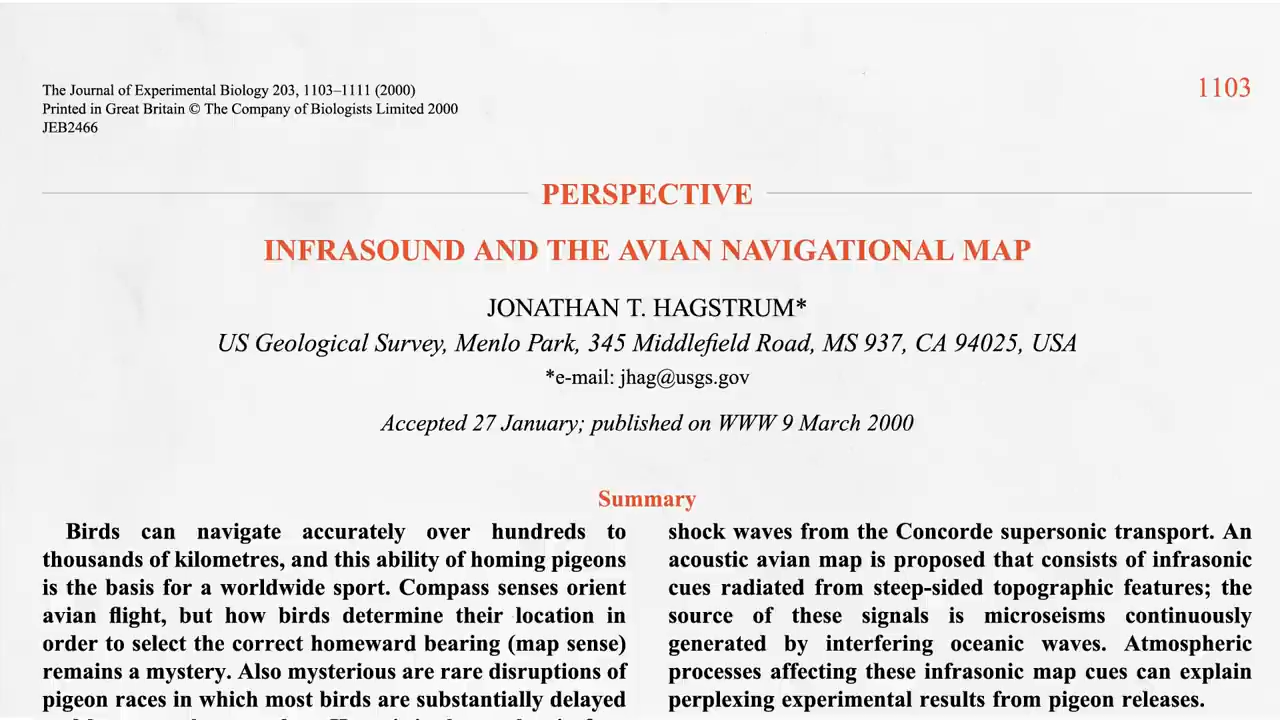 The Journal of Experimental Biology 203, 1103–1111 (2000)
Printed in Great Britain © The Company of Biologists Limited 2000
JEB2466
1103
PERSPECTIVE
INFRASOUND AND THE AVIAN NAVIGATIONAL MAP
JONATHAN T. HAGSTRUM*
US Geological Survey, Menlo Park, 345 Middlefield Road, MS 937, CA 94025, USA
*e-mail: jhag@usgs.gov
Accepted 27 January; published on WWW 9 March 2000
Summary
Birds can navigate accurately over hundreds to
thousands of kilometres, and this ability of homing pigeons
is the basis for a worldwide sport. Compass senses orient
avian flight, but how birds determine their location in
order to select the correct homeward bearing (map sense)
remains a mystery. Also mysterious are rare disruptions of
pigeon races in which most birds are substantially delayed
shock waves from the Concorde supersonic transport. An
acoustic avian map is proposed that consists of infrasonic
cues radiated from steep-sided topographic features; the
source of these signals is microseisms continuously
generated by interfering oceanic waves. Atmospheric
processes affecting these infrasonic map cues can explain
perplexing experimental results from pigeon releases.